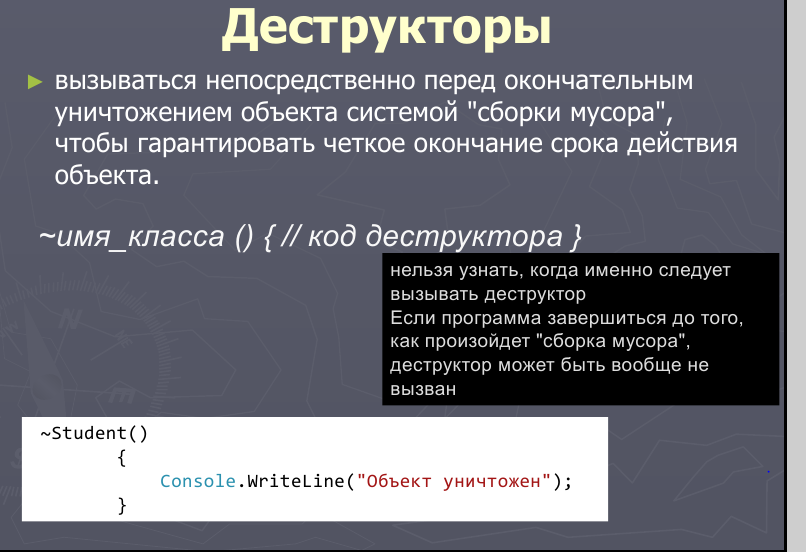 Деструкторы
вызываться непосредственно перед окончательным
уничтожением объекта системой "сборки мусора",
чтобы гарантировать четкое окончание срока действия
объекта.
~имя_класса () { // код деструктора }
нельзя узнать, когда именно следует
вызывать деструктор
Если программа завершиться до того,
как произойдет "сборка мусора",
деструктор может быть вообще не
вызван
~Student()
{
Console.WriteLine("Объект уничтожен");
}